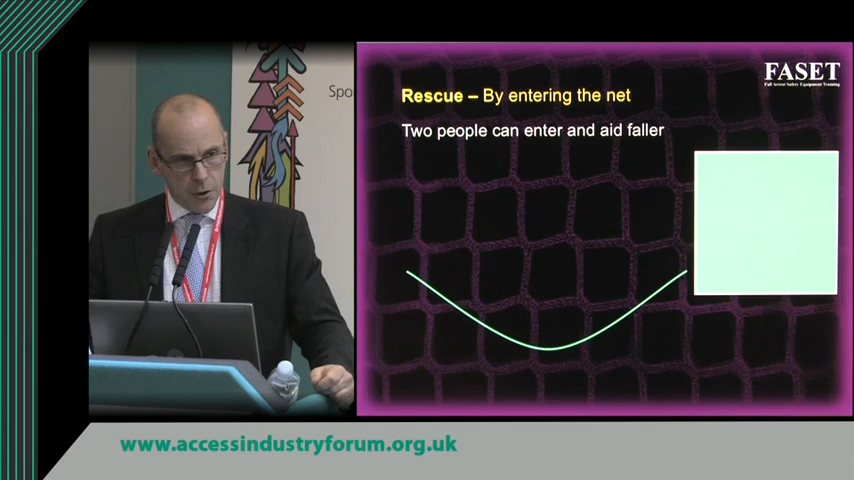 Spo
FASET
Fall Arrest Safety Equipment Training
Rescue – By entering the net
Two people can enter and aid faller
www.accessindustryforum.org.uk